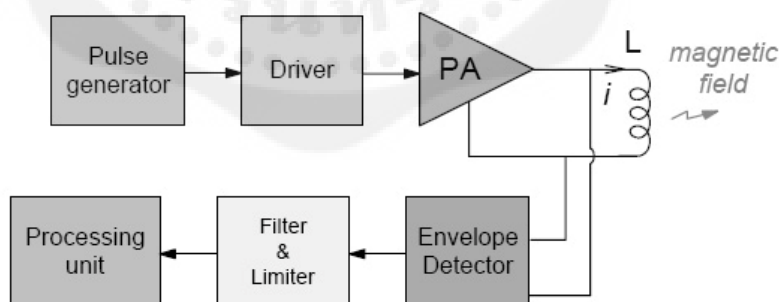 Pulse
generator
Driver
PA
L
i
magnetic
field
Processing
unit
Filter
&
Limiter
Envelope
Detector